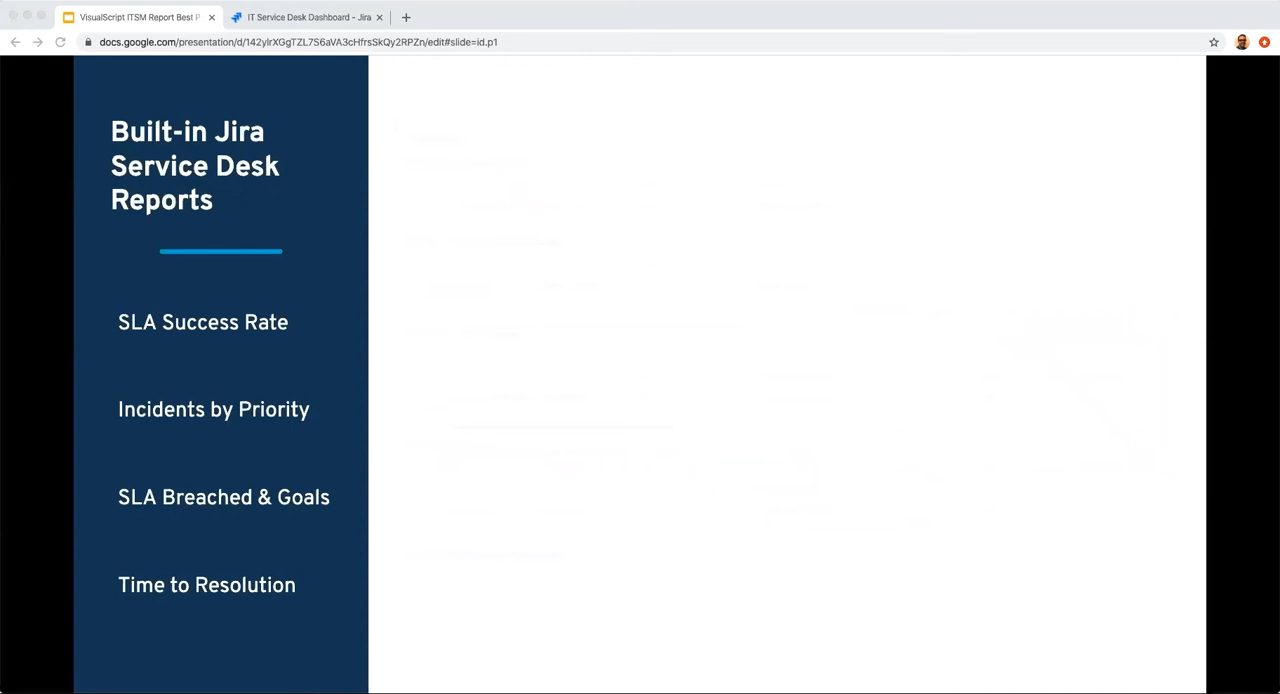 VisualScript ITSM Report Best P
IT Service Desk Dashboard - Jira
docs.google.com/presentation/d/142ylrXGgTZL7S6aVA3cHfrsSkQy2RPZn/edit#slide=id.p1
Built-in Jira
Service Desk
Reports
SLA Success Rate
Incidents by Priority
SLA Breached & Goals
Time to Resolution